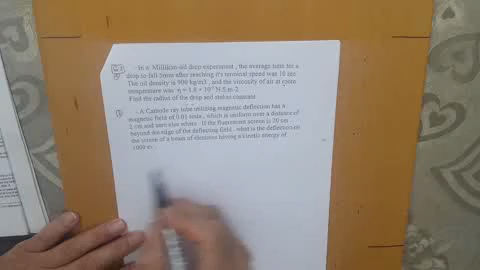 In a Millikan oil drop experiment , the average time for a
drop to fall 5mm after reaching it's terminal speed was 16 sec
The oil density is 900 kg/m3 , and the viscosity of air at
temperature was η = 1.8 × 10 N.S m-2
Find the radius of the drop and constant
A Cathode ray tube utilizing magnetic deflection has a
magnetic field of 0.01 tesla , which is uniform over a distance of
2 cm and zero else where . If the fluorescent screen is 20 cm
beyond the edge of the deflecting field , what is the deflection on
the screen of a beam of electrons having a kinetic energy of
1000 ev